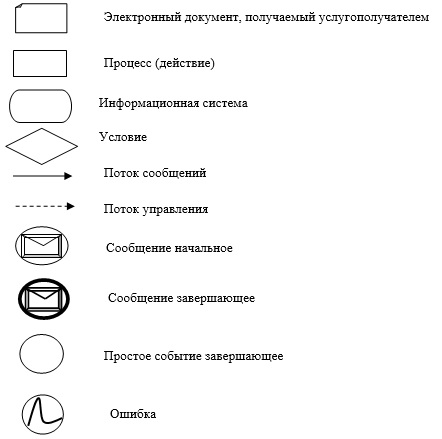 Электронный документ, получаемый услугополучателем
Процесс (действие)
Информационная система
Условие
Поток сообщений
Поток управления
Сообщение начальное
Сообщение завершающее
Простое событие завершающее
Ошибка